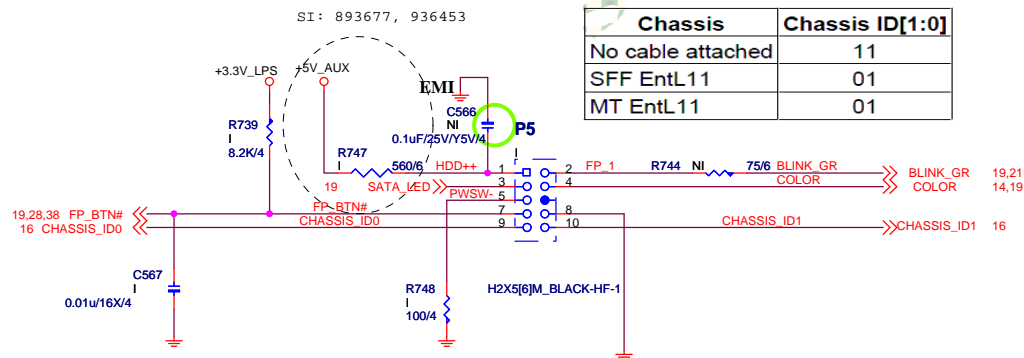 SI: 893677, 936453
Chassis Chassis ID[1:0]
No cable attached 11
SFF EntL11 01
MT EntL11 01
+3.3V_LPS
+5V_AUX
EMI
C566
NI
0.1uF/25V/Y5V/4
P5
I
R739
I
8.2K/4
R747
I
560/6
HDD++
1
2
FP_1
R744
NI
75/6
BLINK_GR
BLINK_GR 19,21
19
SATA_LED
3
4
COLOR
COLOR 14,19
PWSW-
5
19,28,38 FP_BTN#
FP_BTN#
7
8
16 CHASSIS_ID0
CHASSIS_ID0
9
10
CHASSIS_ID1
CHASSIS_ID1 16
C567
I
0.01u/16X/4
R748
I
100/4
H2X5[6]M_BLACK-HF-1